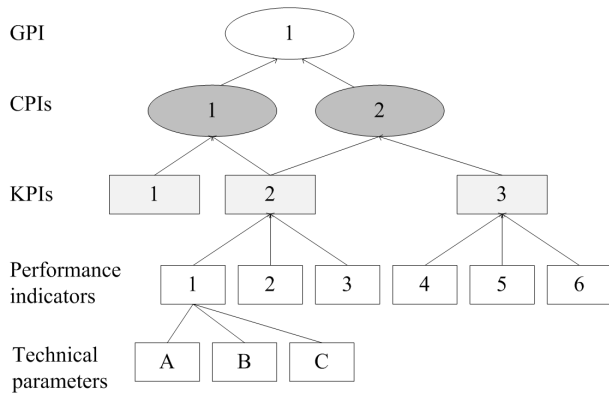 GPI
1
CPIs
1
2
KPIs
1
2
3
Performance
indicators
1
2
3
4
5
6
Technical
parameters
A
B
C